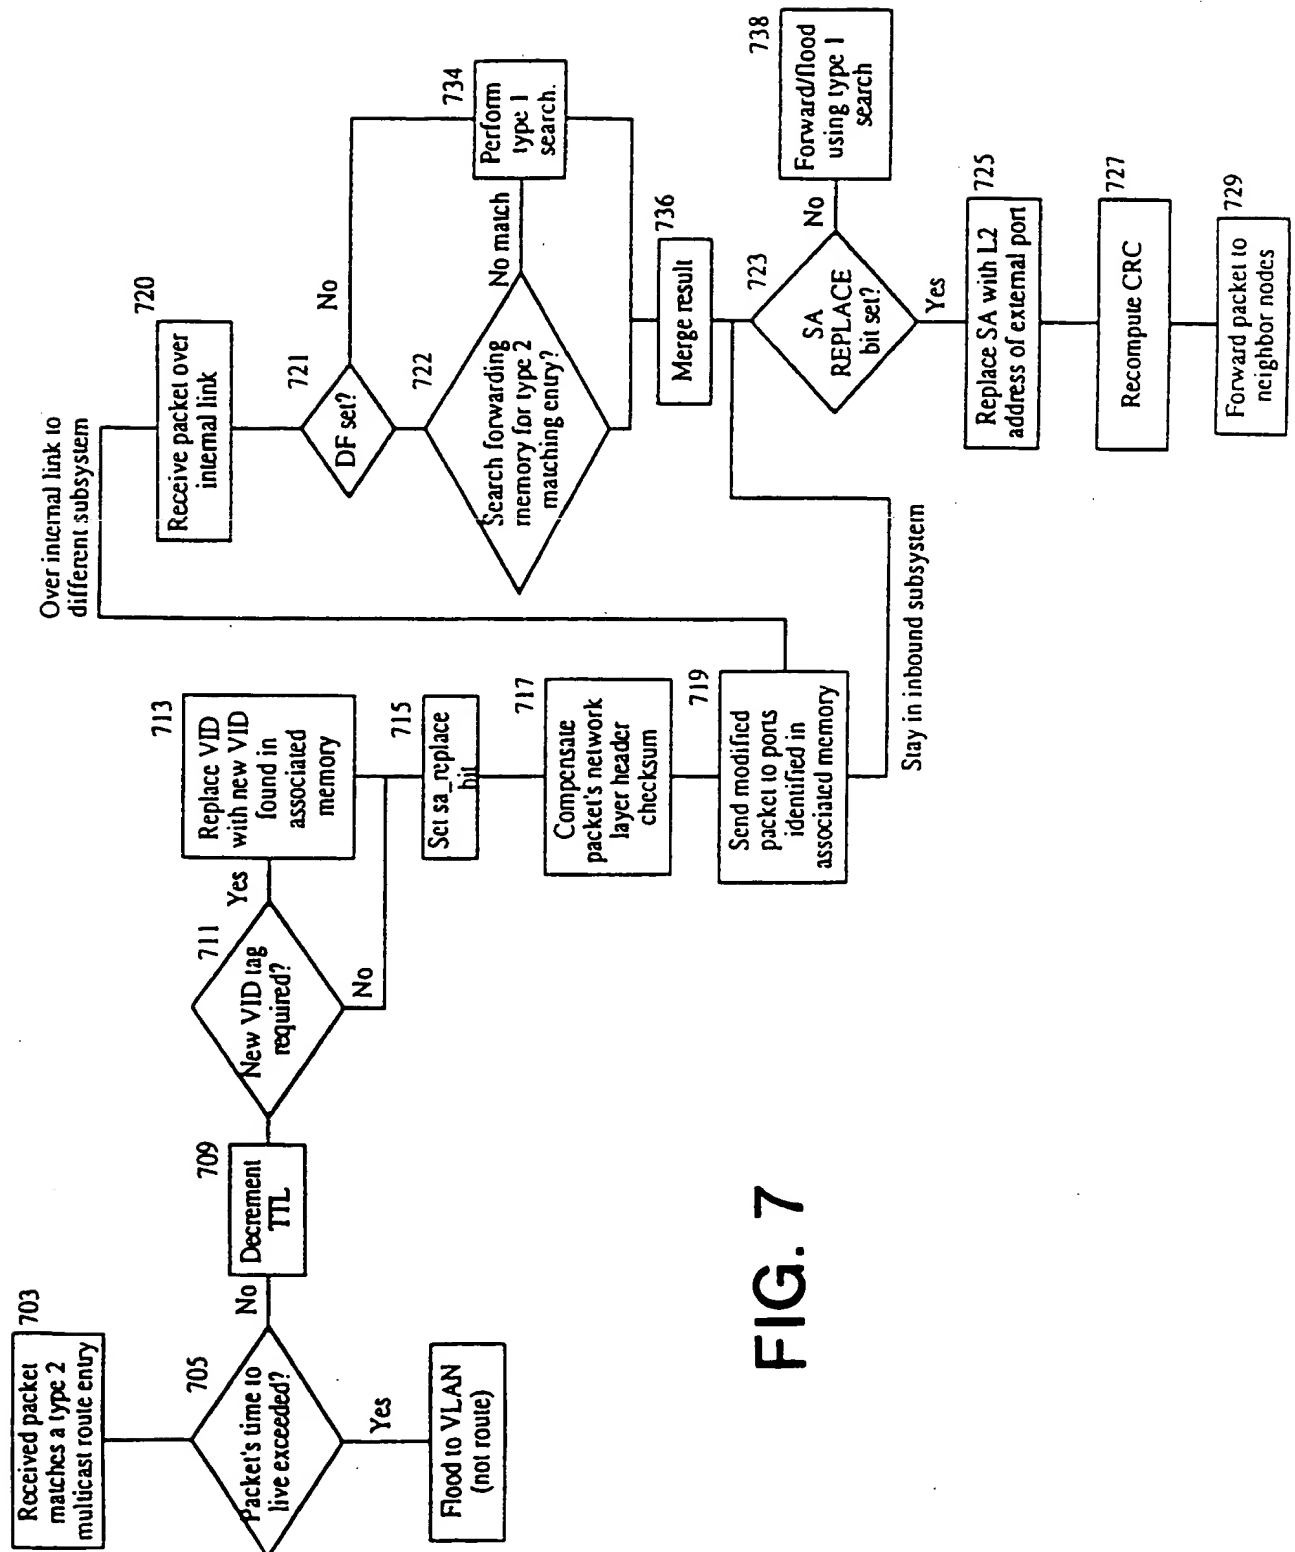 703
Received packet
matches a type 2
multicast route entry
705
Packet's time to
live exceeded?
Yes
Flood to VLAN
(not route)
No
709
Decrement
TTL
711
New VID tag
required?
Yes
No
713
Replace VID
with new VID
found in
associated
memory
715
Set sa_replace
bit
717
Compensate
packet's network
layer header
checksum
719
Send modified
packet to ports
identified in
associated memory
Over internal link to
different subsystem
Stay in inbound subsystem
720
Receive packet over
internal link
721
DF set?
No
722
Search forwarding
memory for type 2
matching entry?
No match
734
Perform
type 1
search.
736
Merge result
723
SA
REPLACE
bit set?
No
738
Forward/flood
using type 1
search
Yes
725
Replace SA with L2
address of external port
727
Recompute CRC
729
Forward packet to
neighbor nodes
FIG. 7